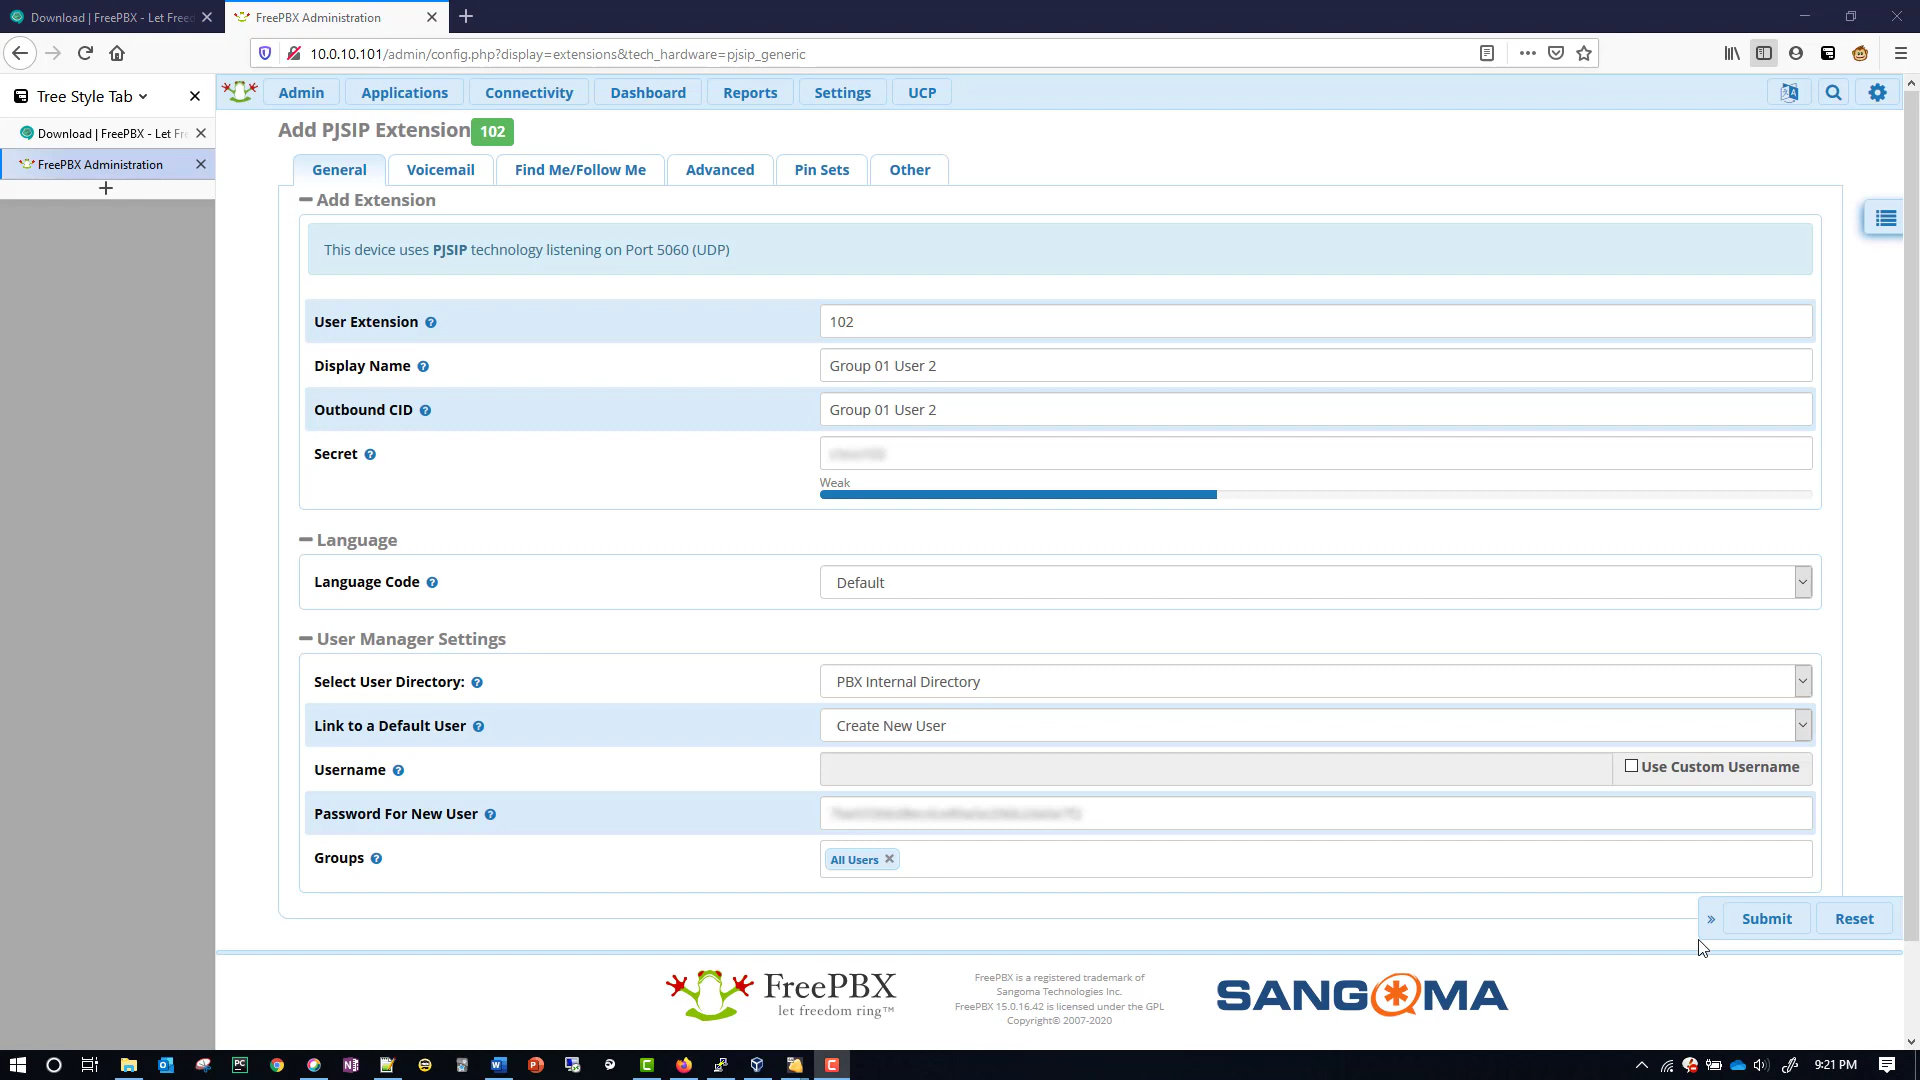 Download | FreePBX - Let Freed
FreePBX Administration
10.0.10.101/admin/config.php?display=extensions&tech_hardware=pjsip_generic
Tree Style Tab
Download | FreePBX - Let Fr
FreePBX Administration
Admin
Applications
Connectivity
Dashboard
Reports
Settings
UCP
Add PJSIP Extension 102
General
Voicemail
Find Me/Follow Me
Advanced
Pin Sets
Other
Add Extension
This device uses PJSIP technology listening on Port 5060 (UDP)
User Extension
102
Display Name
Group 01 User 2
Outbound CID
Group 01 User 2
Secret
Weak
Language
Language Code
Default
User Manager Settings
Select User Directory:
PBX Internal Directory
Link to a Default User
Create New User
Username
Use Custom Username
Password For New User
Groups
All Users
» Submit Reset
FreePBX
let freedom ring™
FreePBX is a registered trademark of
Sangoma Technologies Inc.
FreePBX 15.0.16.42 is licensed under the GPL
Copyright© 2007-2020
SANGOMA
9:21 PM